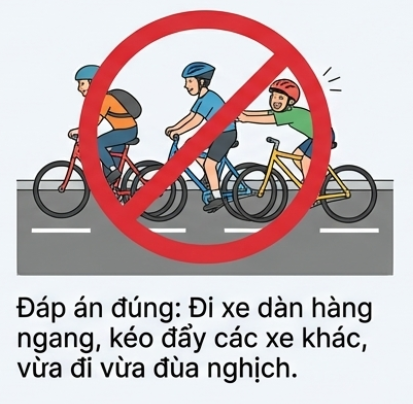 Đáp án đúng: Đi xe dàn hàng
ngang, kéo đẩy các xe khác,
vừa đi vừa đùa nghịch.